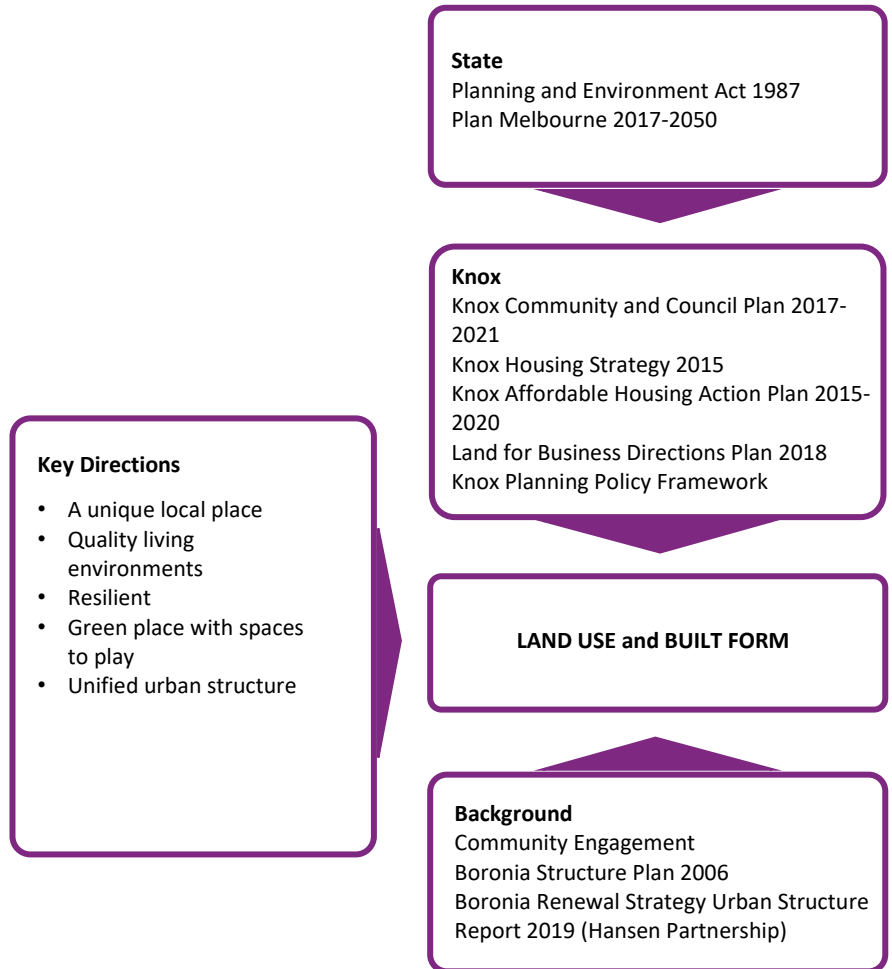 State
Planning and Environment Act 1987
Plan Melbourne 2017-2050
Knox
Knox Community and Council Plan 2017-
2021
Knox Housing Strategy 2015
Knox Affordable Housing Action Plan 2015-
2020
Land for Business Directions Plan 2018
Knox Planning Policy Framework
Key Directions
• A unique local place
• Quality living
environments
• Resilient
• Green place with spaces
to play
• Unified urban structure
LAND USE and BUILT FORM
Background
Community Engagement
Boronia Structure Plan 2006
Boronia Renewal Strategy Urban Structure
Report 2019 (Hansen Partnership)